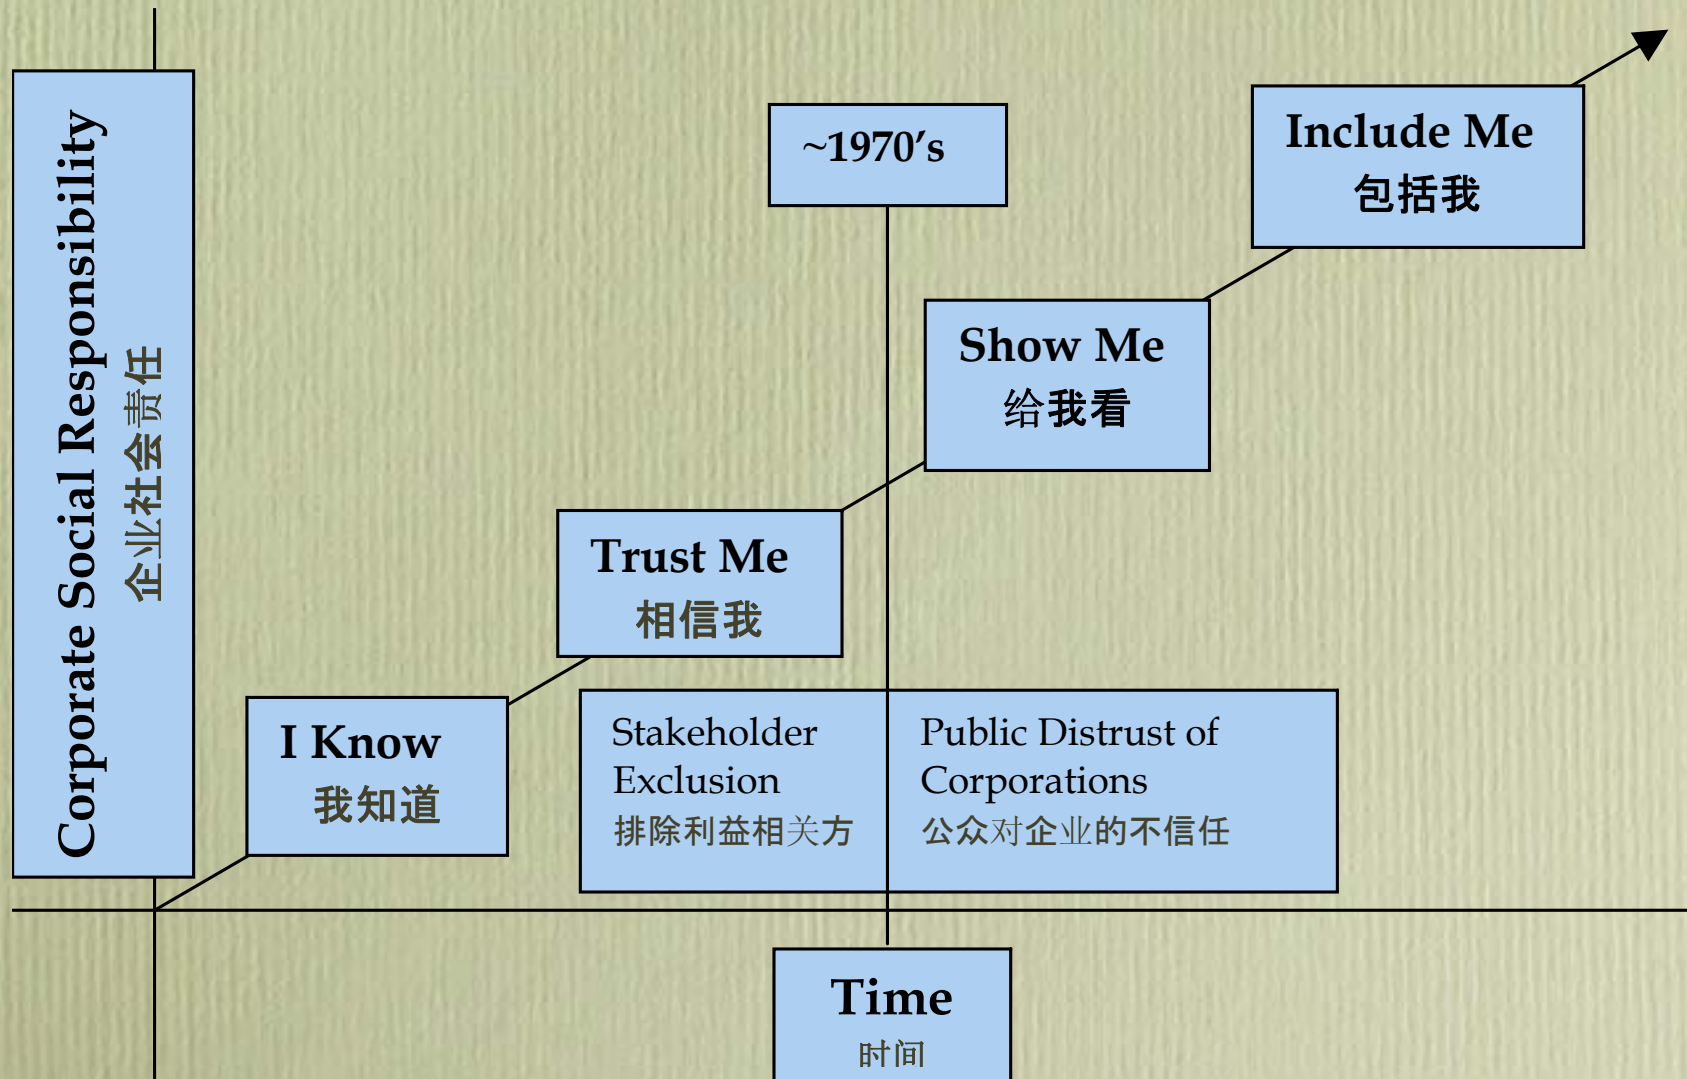 Corporate Social Responsibility
企业社会责任
~1970’s
Include Me
包括我
Show Me
给我看
Trust Me
相信我
I Know
我知道
Stakeholder
Exclusion
排除利益相关方
Public Distrust of
Corporations
公众对企业的不信任
Time
时间